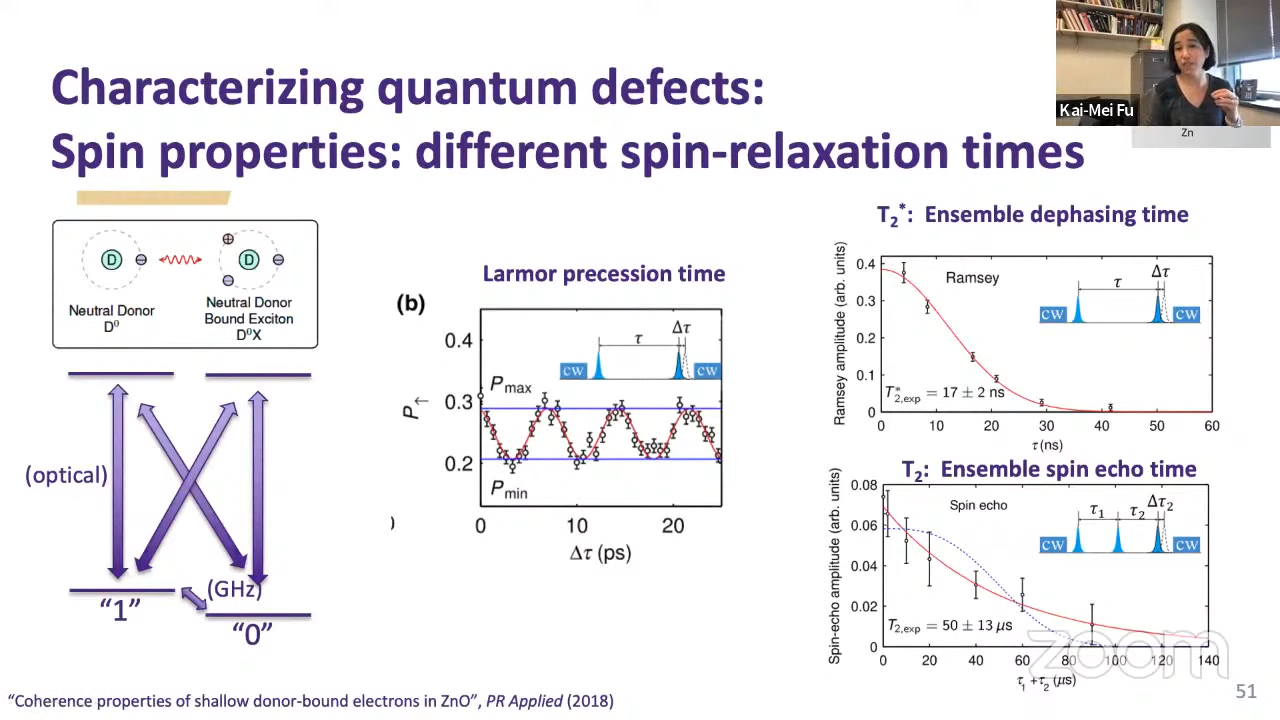 Characterizing quantum defects:
Spin properties: different spin-relaxation times
Kai-Mei Fu
Zn
D
D
Neutral Donor
D⁰
Neutral Donor
Bound Exciton
D⁰X
(optical)
(GHz)
"1"
"0"
Larmor precession time
(b)
0.4
0.3
0.2
P↑
P_max
P_min
cw
τ
Δτ
cw
0
10
20
Δτ (ps)
)
T₂*: Ensemble dephasing time
Ramsey amplitude (arb. units)
0.4
0.3
0.2
0.1
0
Ramsey
cw
τ
Δτ
cw
T*₂,exp = 17 ± 2 ns
0 10 20 30 40 50 60
τ (ns)
T₂: Ensemble spin echo time
Spin-echo amplitude (arb. units)
0.08
0.06
0.04
0.02
0
Spin echo
cw
τ₁
τ₂
Δτ₂
cw
T₂,exp = 50 ± 13 μs
0 20 40 60 80 100 120 140
τ₁ + τ₂ (μs)
zoom
"Coherence properties of shallow donor-bound electrons in ZnO", PR Applied (2018)
51